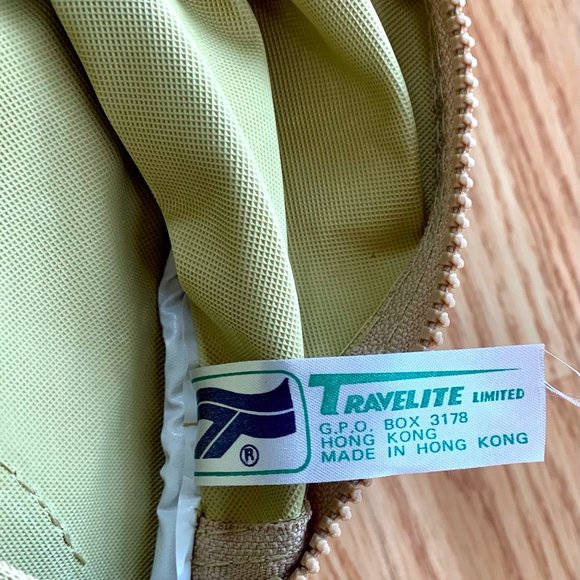 TRAVELITE LIMITED
G.P.O. BOX 3178
HONG KONG
MADE IN HONG KONG
®